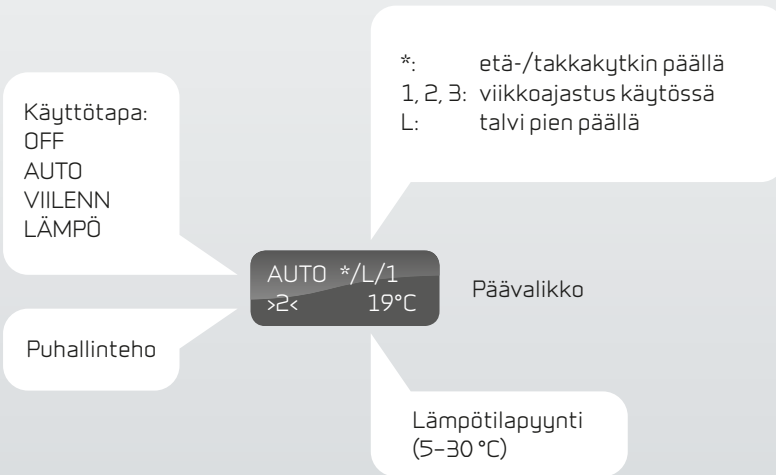 *: etä-/takkakytkin päällä
1, 2, 3: viikkoajastus käytössä
L: talvi pien päällä
Käyttötapa:
OFF
AUTO
VIILENN
LÄMPÖ
AUTO */L/1
>2< 19°C
Päävalikko
Puhallinteho
Lämpötilapyynti
(5–30 °C)